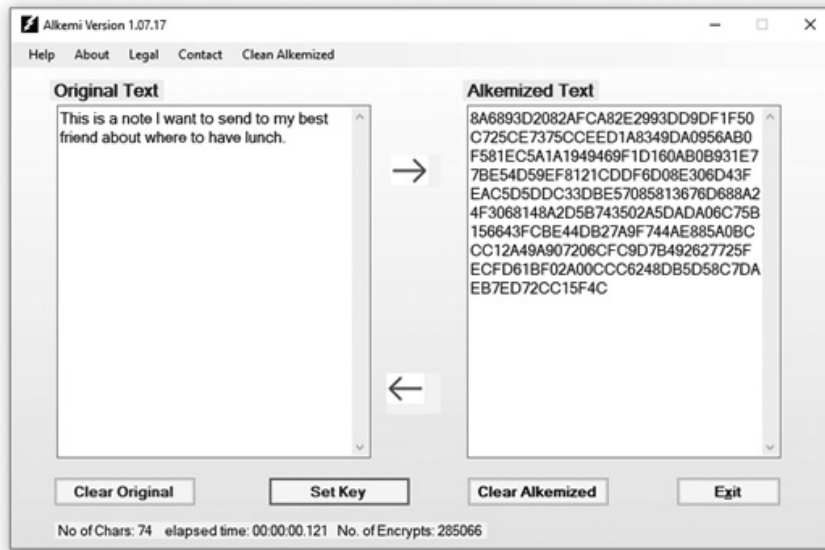 Alkemi Version 1.07.17
Help About Legal Contact Clean Alkemized
Original Text
This is a note I want to send to my best
friend about where to have lunch.
Alkemized Text
8A6893D2082AFCA82E2993DD9DF1F50
C725CE7375CCEED1A8349DA0956AB0
F581EC5A1A1949469F1D160AB0B931E7
7BE54D59EF8121CDDF6D08E306D43F
EAC5D5DDC33DBE57085813676D688A2
4F3068148A2D5B743502A5DADA06C75B
156643FCBE44DB27A9F744AE885A0BC
CC12A49A907206CFC9D7B492627725F
ECFD61BF02A00CCC6248DB5D58C7DA
EB7ED72CC15F4C
Clear Original
Set Key
Clear Alkemized
Exit
No of Chars: 74 elapsed time: 00:00:00.121 No. of Encrypts: 285066